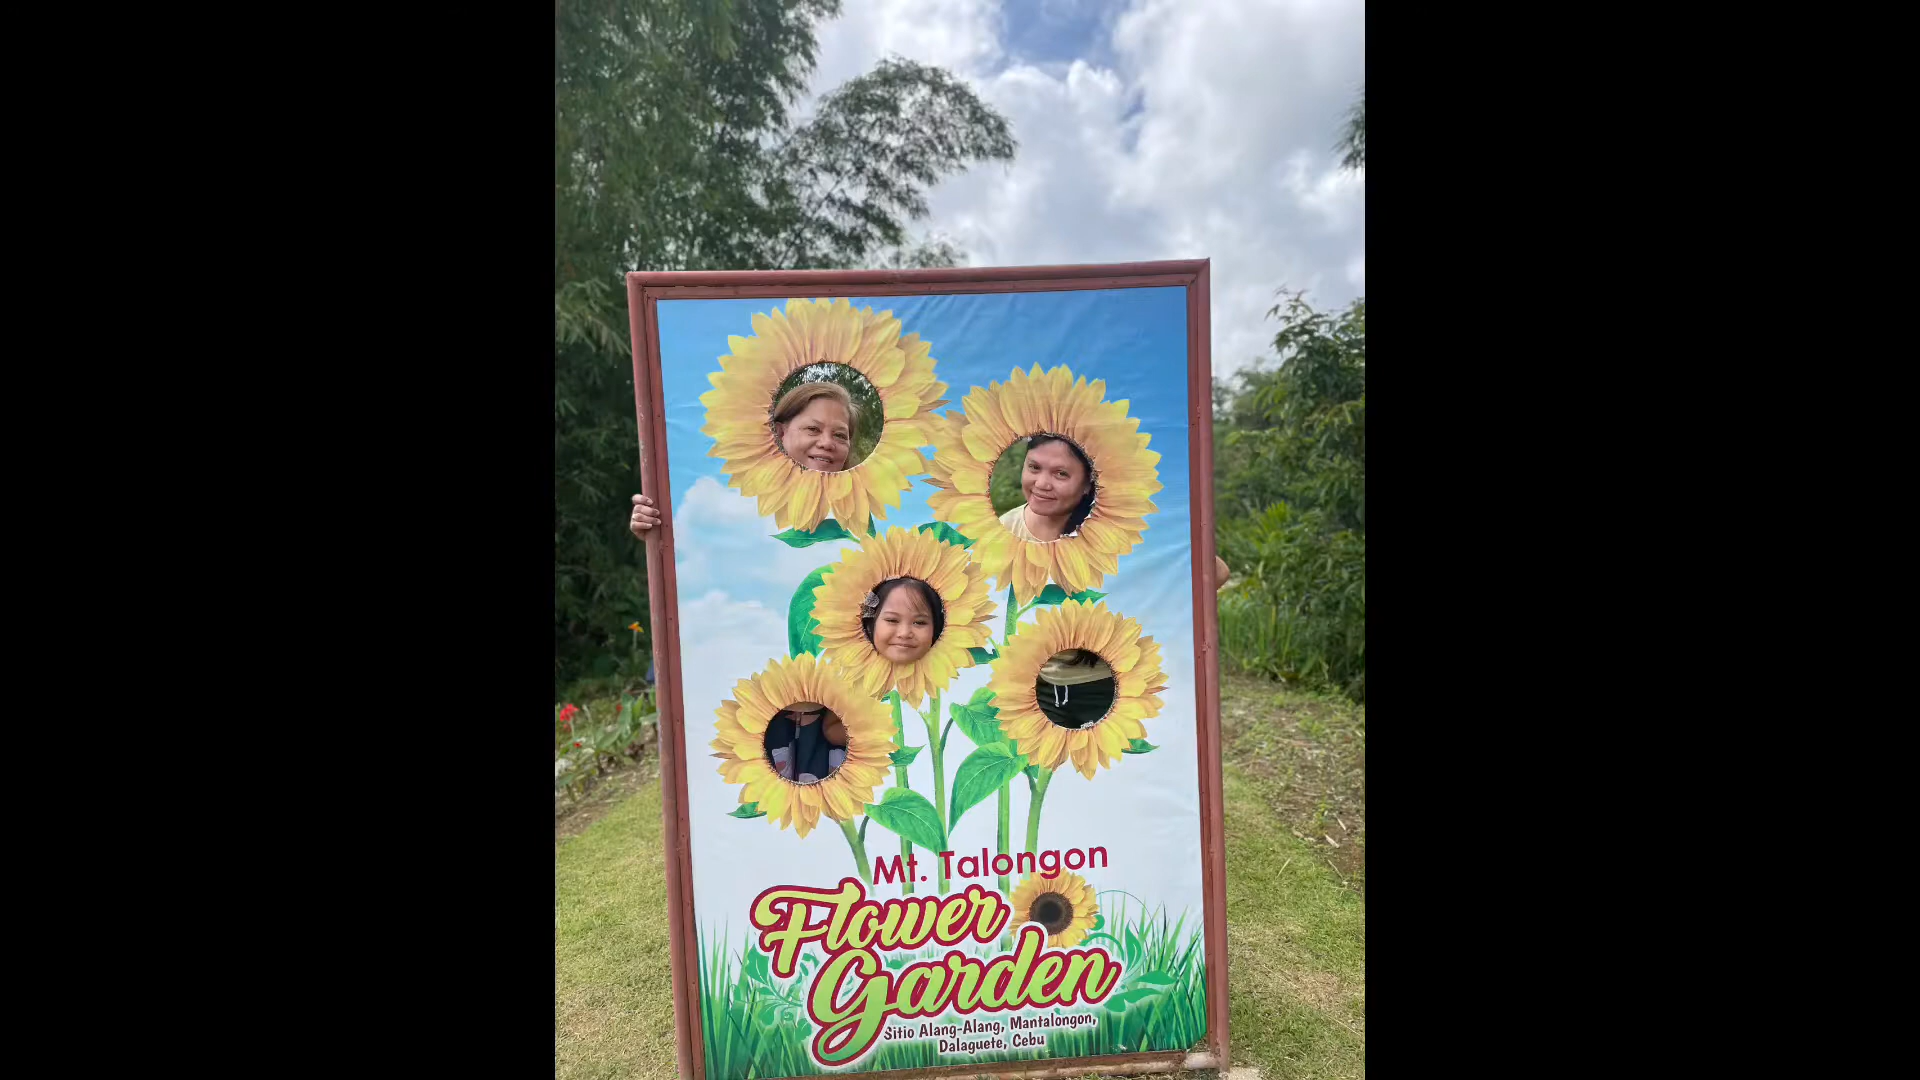 Mt. Talongon
Flower
Garden
Sitio Alang-Alang, Mantalongon,
Dalaguete, Cebu